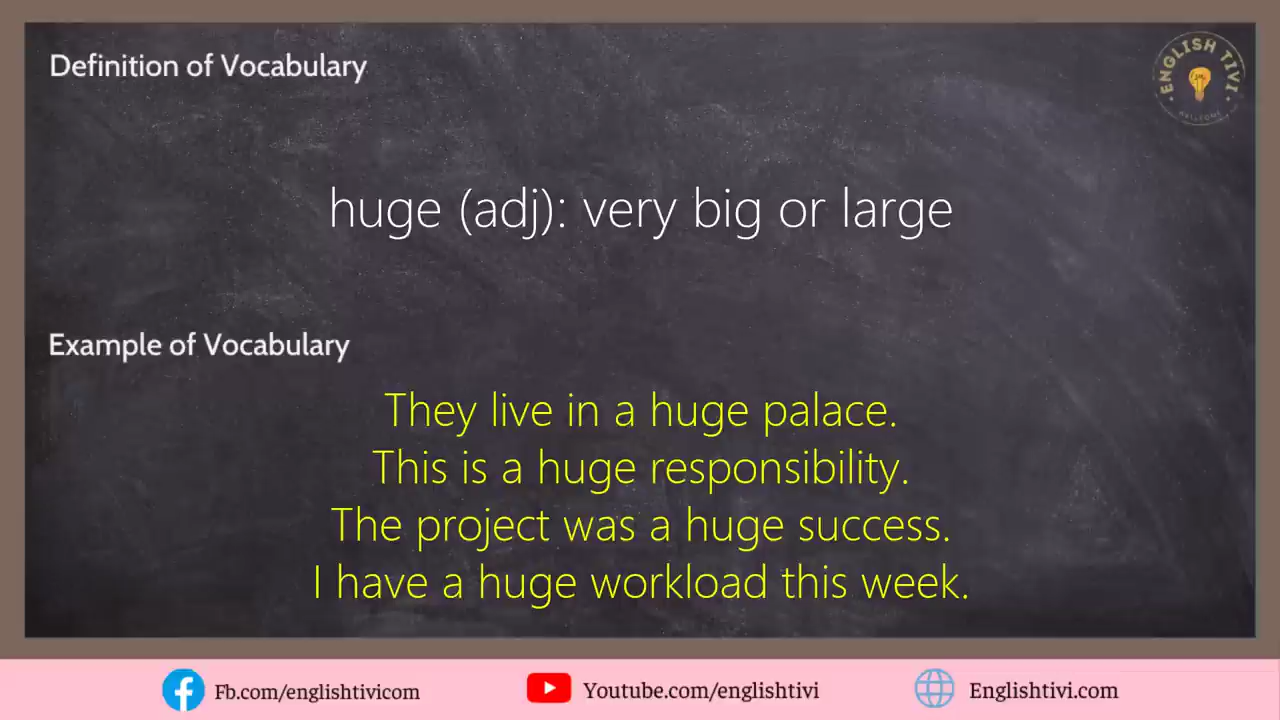 Definition of Vocabulary
ENGLISH TIVI
huge (adj): very big or large
Example of Vocabulary
They live in a huge palace.
This is a huge responsibility.
The project was a huge success.
I have a huge workload this week.
Fb.com/englishtivicom
Youtube.com/englishtivi
Englishtivi.com